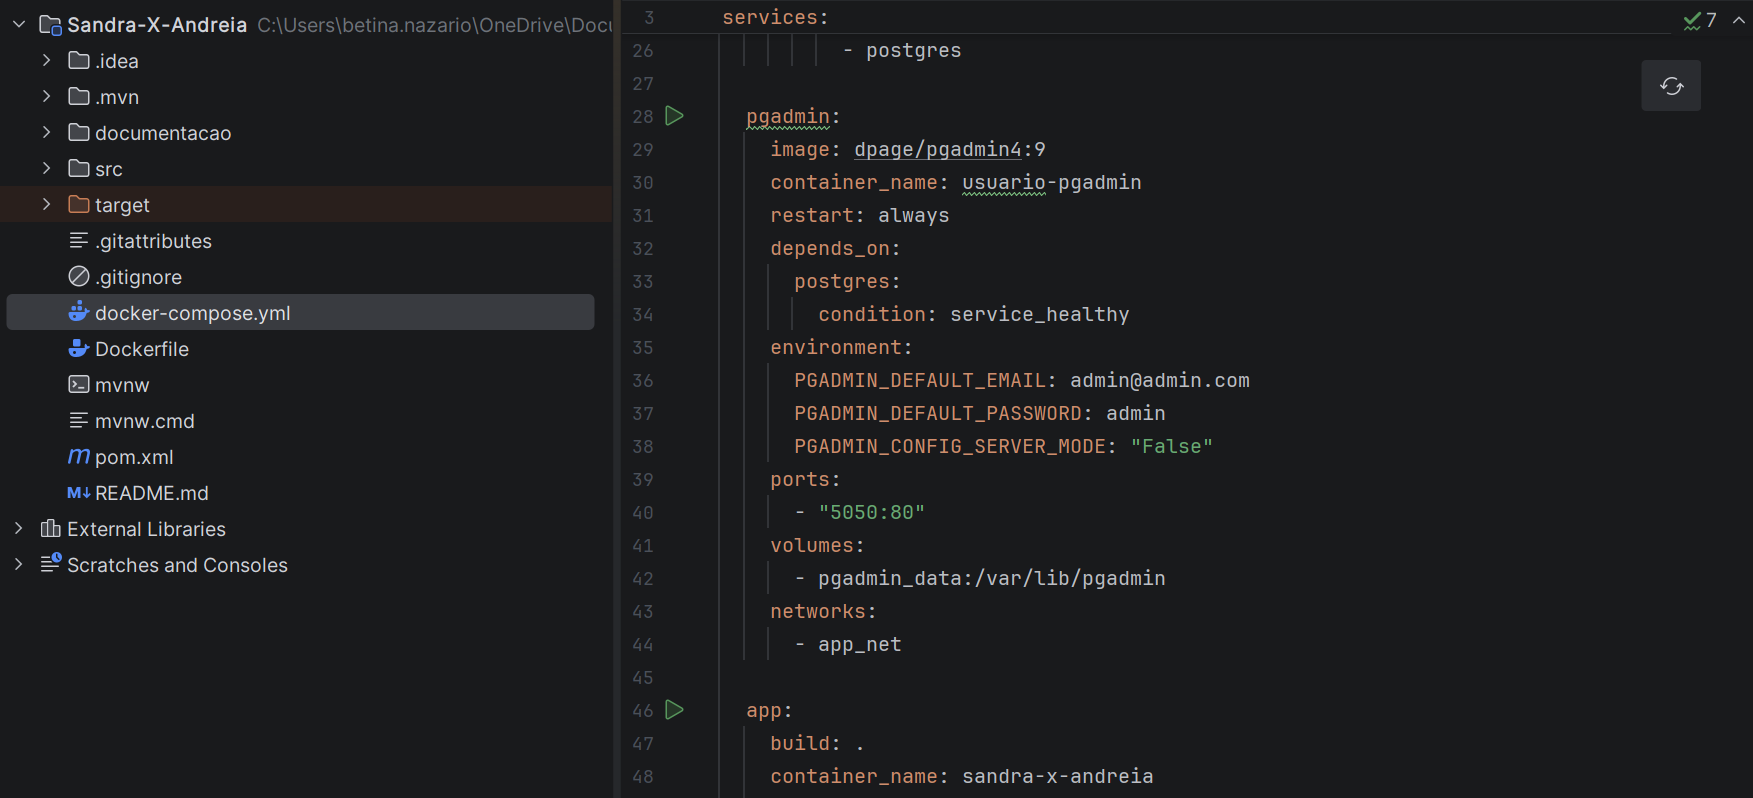 Sandra-X-Andreia C:\Users\betina.nazario\OneDrive\Docu
.idea
.mvn
documentacao
src
target
.gitattributes
.gitignore
docker-compose.yml
Dockerfile
mvnw
mvnw.cmd
m pom.xml
M↓ README.md
External Libraries
Scratches and Consoles
3 services:
7
26 - postgres
27
28 pgadmin:
29 image: dpage/pgadmin4:9
30 container_name: usuario-pgadmin
31 restart: always
32 depends_on:
33 postgres:
34 condition: service_healthy
35 environment:
36 PGADMIN_DEFAULT_EMAIL: admin@admin.com
37 PGADMIN_DEFAULT_PASSWORD: admin
38 PGADMIN_CONFIG_SERVER_MODE: "False"
39 ports:
40 - "5050:80"
41 volumes:
42 - pgadmin_data:/var/lib/pgadmin
43 networks:
44 - app_net
45
46 app:
47 build: .
48 container_name: sandra-x-andreia